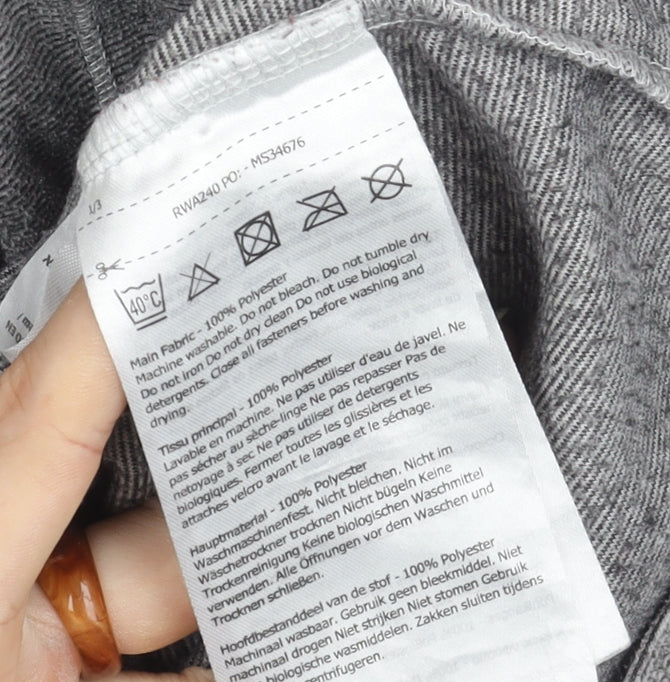 RWA240 PO: - MS34676
1/3
40°C
Main Fabric - 100% Polyester
Machine washable. Do not bleach. Do not tumble dry
Do not iron Do not dry clean Do not use biological
detergents. Close all fasteners before washing and
drying.
Tissu principal - 100% Polyester
Lavable en machine. Ne pas utiliser d'eau de javel. Ne
pas sécher au sèche-linge Ne pas repasser Pas de
nettoyage à sec Ne pas utiliser de detergents
biologiques. Fermer toutes les glissières et les
attaches velcro avant le lavage et le séchage.
Hauptmaterial - 100% Polyester
Waschmaschinenfest. Nicht bleichen. Nicht im
Wäschetrockner trocknen Nicht bügeln Keine
Trockenreinigung Keine biologischen Waschmittel
verwenden. Alle Öffnungen vor dem Waschen und
Trocknen schließen.
Hoofdbestanddeel van de stof - 100% Polyester
Machinaal wasbaar. Gebruik geen bleekmiddel. Niet
machinaal drogen Niet strijken Niet stomen Gebruik
biologische wasmiddelen. Zakken sluiten tijdens